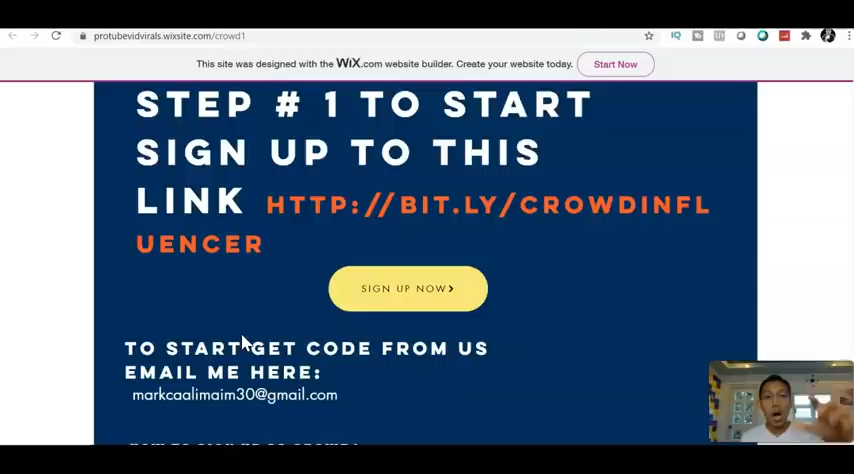 protubevidvirals.wixsite.com/crowd1
This site was designed with the WiX.com website builder. Create your website today. Start Now
STEP # 1 TO START
SIGN UP TO THIS
LINK HTTP://BIT.LY/CROWDINFL
UENCER
SIGN UP NOW>
TO START GET CODE FROM US
EMAIL ME HERE:
markcaalimaim30@gmail.com